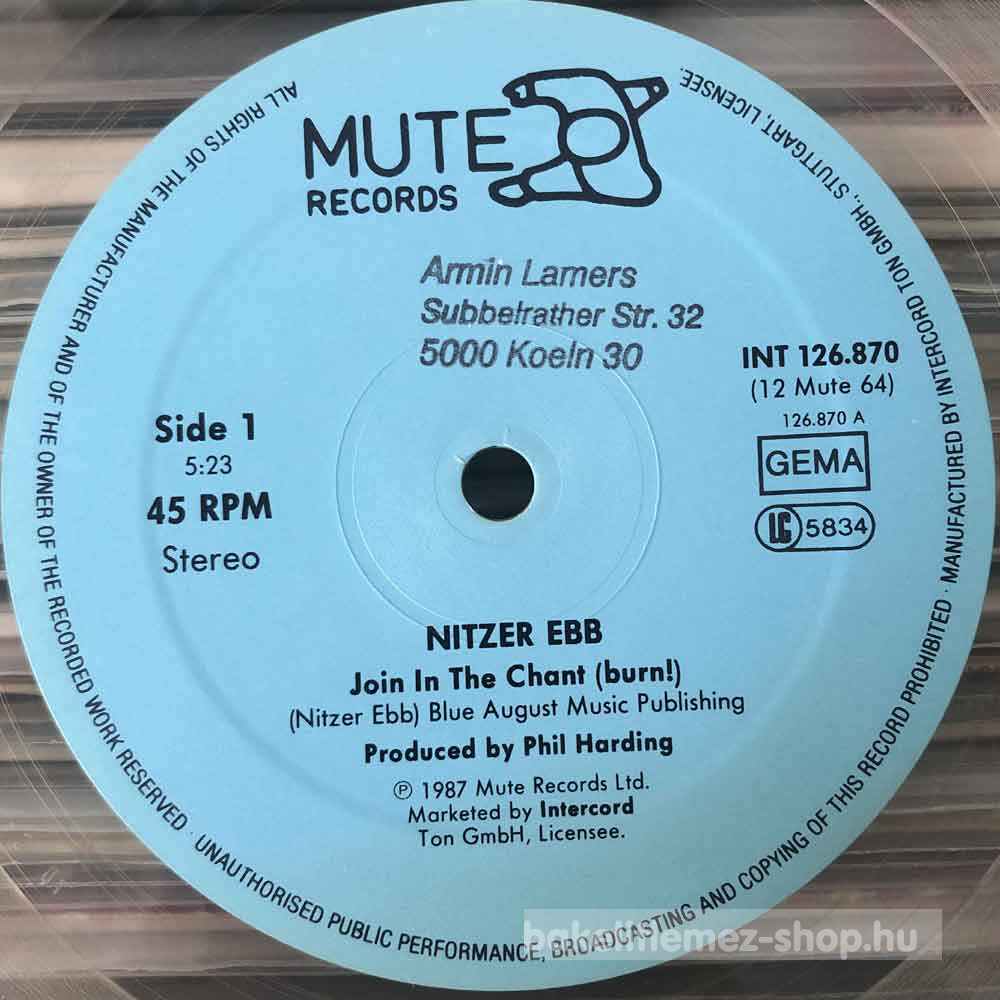 MUTE
RECORDS
Armin Lamers
Subbelrather Str. 32
5000 Koeln 30
INT 126.870
(12 Mute 64)
126.870 A
GEMA
LC 5834
Side 1
5:23
45 RPM
Stereo
NITZER EBB
Join In The Chant (burn!)
(Nitzer Ebb) Blue August Music Publishing
Produced by Phil Harding
℗ 1987 Mute Records Ltd.
Marketed by Intercord
Ton GmbH, Licensee.
ALL RIGHTS OF THE MANUFACTURER AND OF THE OWNER OF THE RECORDED WORK RESERVED · UNAUTHORISED PUBLIC PERFORMANCE, BROADCASTING AND COPYING OF THIS RECORD PROHIBITED · MANUFACTURED BY INTERCORD TON GMBH, STUTTGART, LICENSEE.
bakelitlemez-shop.hu